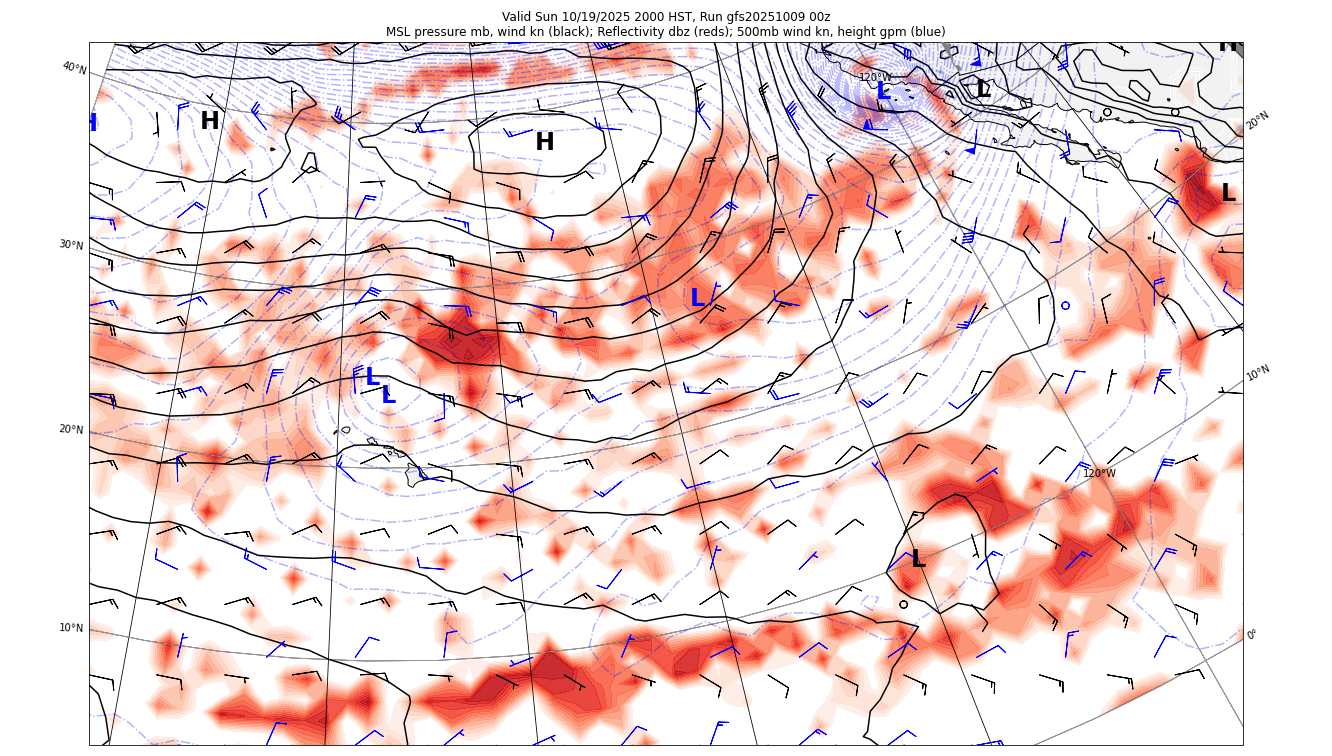 Valid Sun 10/19/2025 2000 HST, Run gfs20251009 00z
MSL pressure mb, wind kn (black); Reflectivity dbz (reds); 500mb wind kn, height gpm (blue)
H
40°N
120°W
L
L
20°N
H
H
H
L
30°N
L
10°N
L
L
20°N
120°W
L
10°N
0°